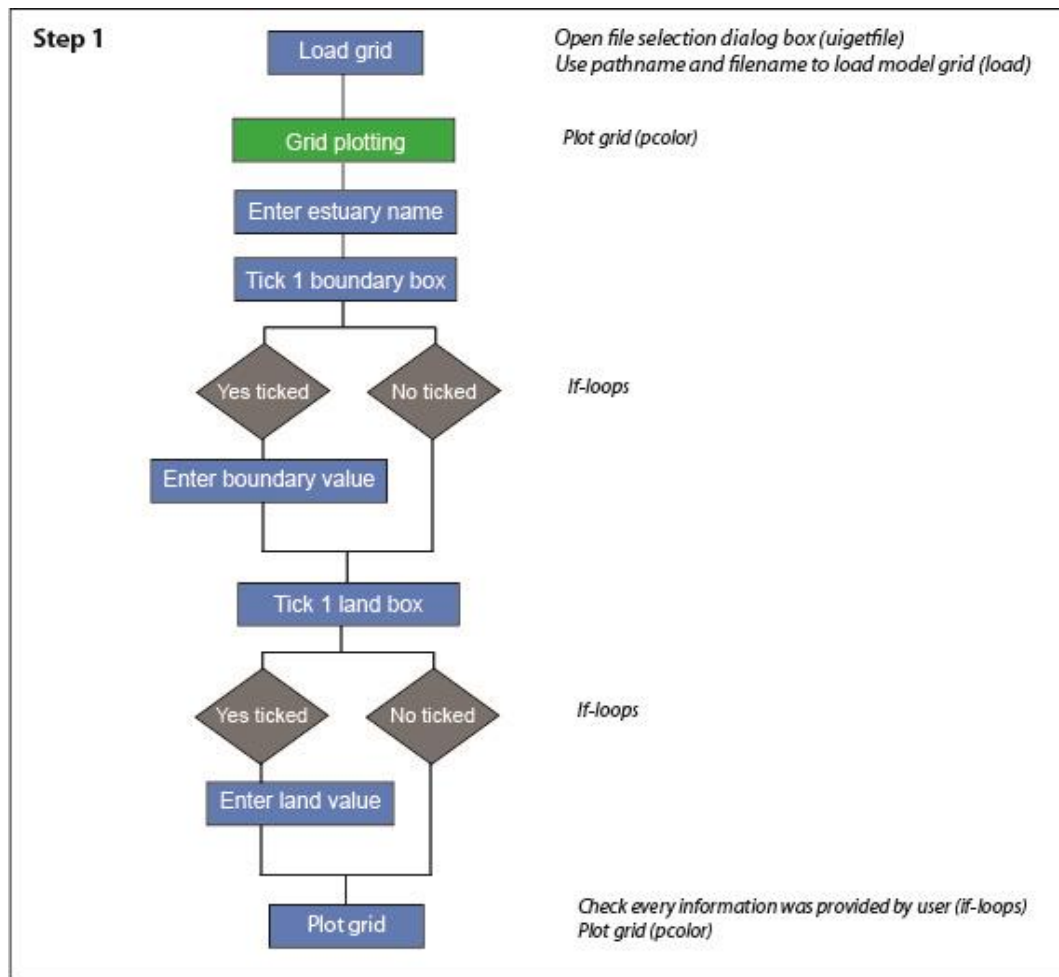 Step 1
Load grid
Open file selection dialog box (uigetfile)
Use pathname and filename to load model grid (load)
Grid plotting
Plot grid (pcolor)
Enter estuary name
Tick 1 boundary box
Yes ticked
No ticked
If-loops
Enter boundary value
Tick 1 land box
Yes ticked
No ticked
If-loops
Enter land value
Plot grid
Check every information was provided by user (if-loops)
Plot grid (pcolor)